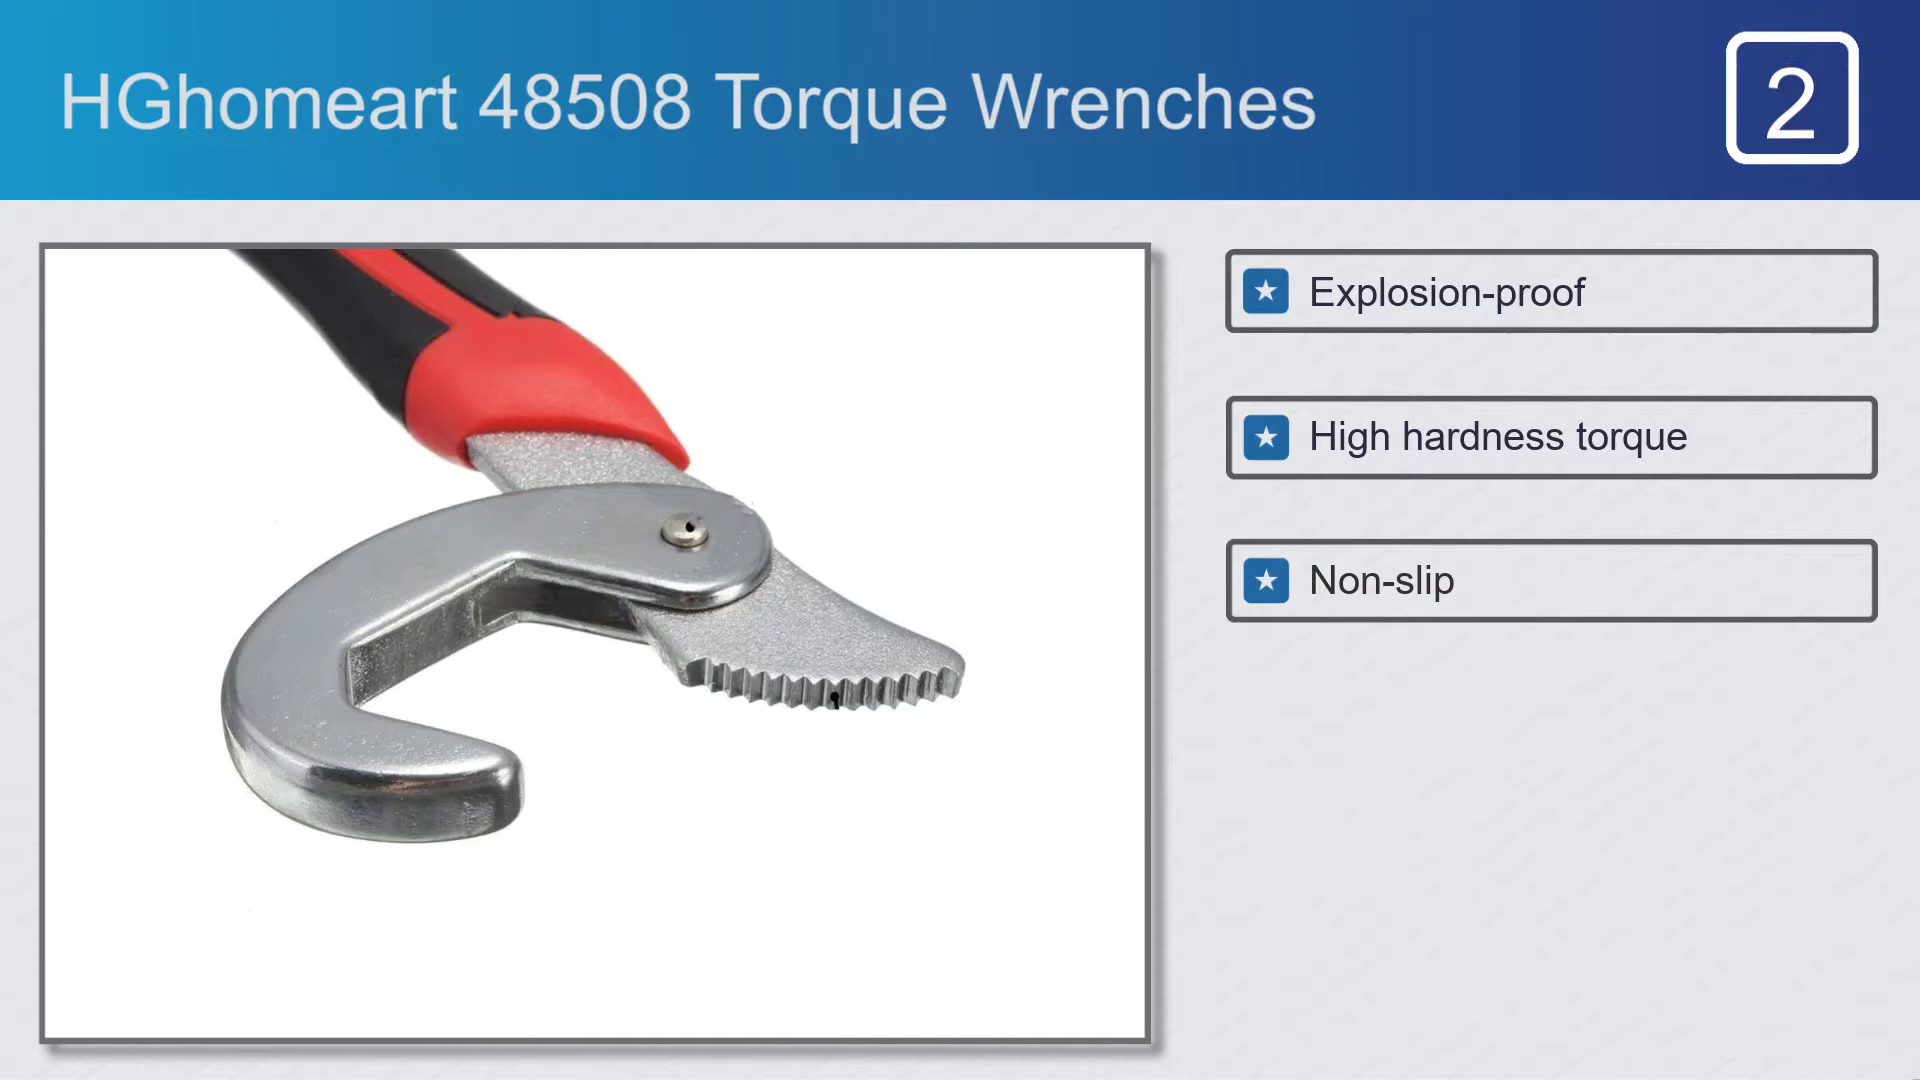 HGhomeart 48508 Torque Wrenches
2
Explosion-proof
High hardness torque
Non-slip